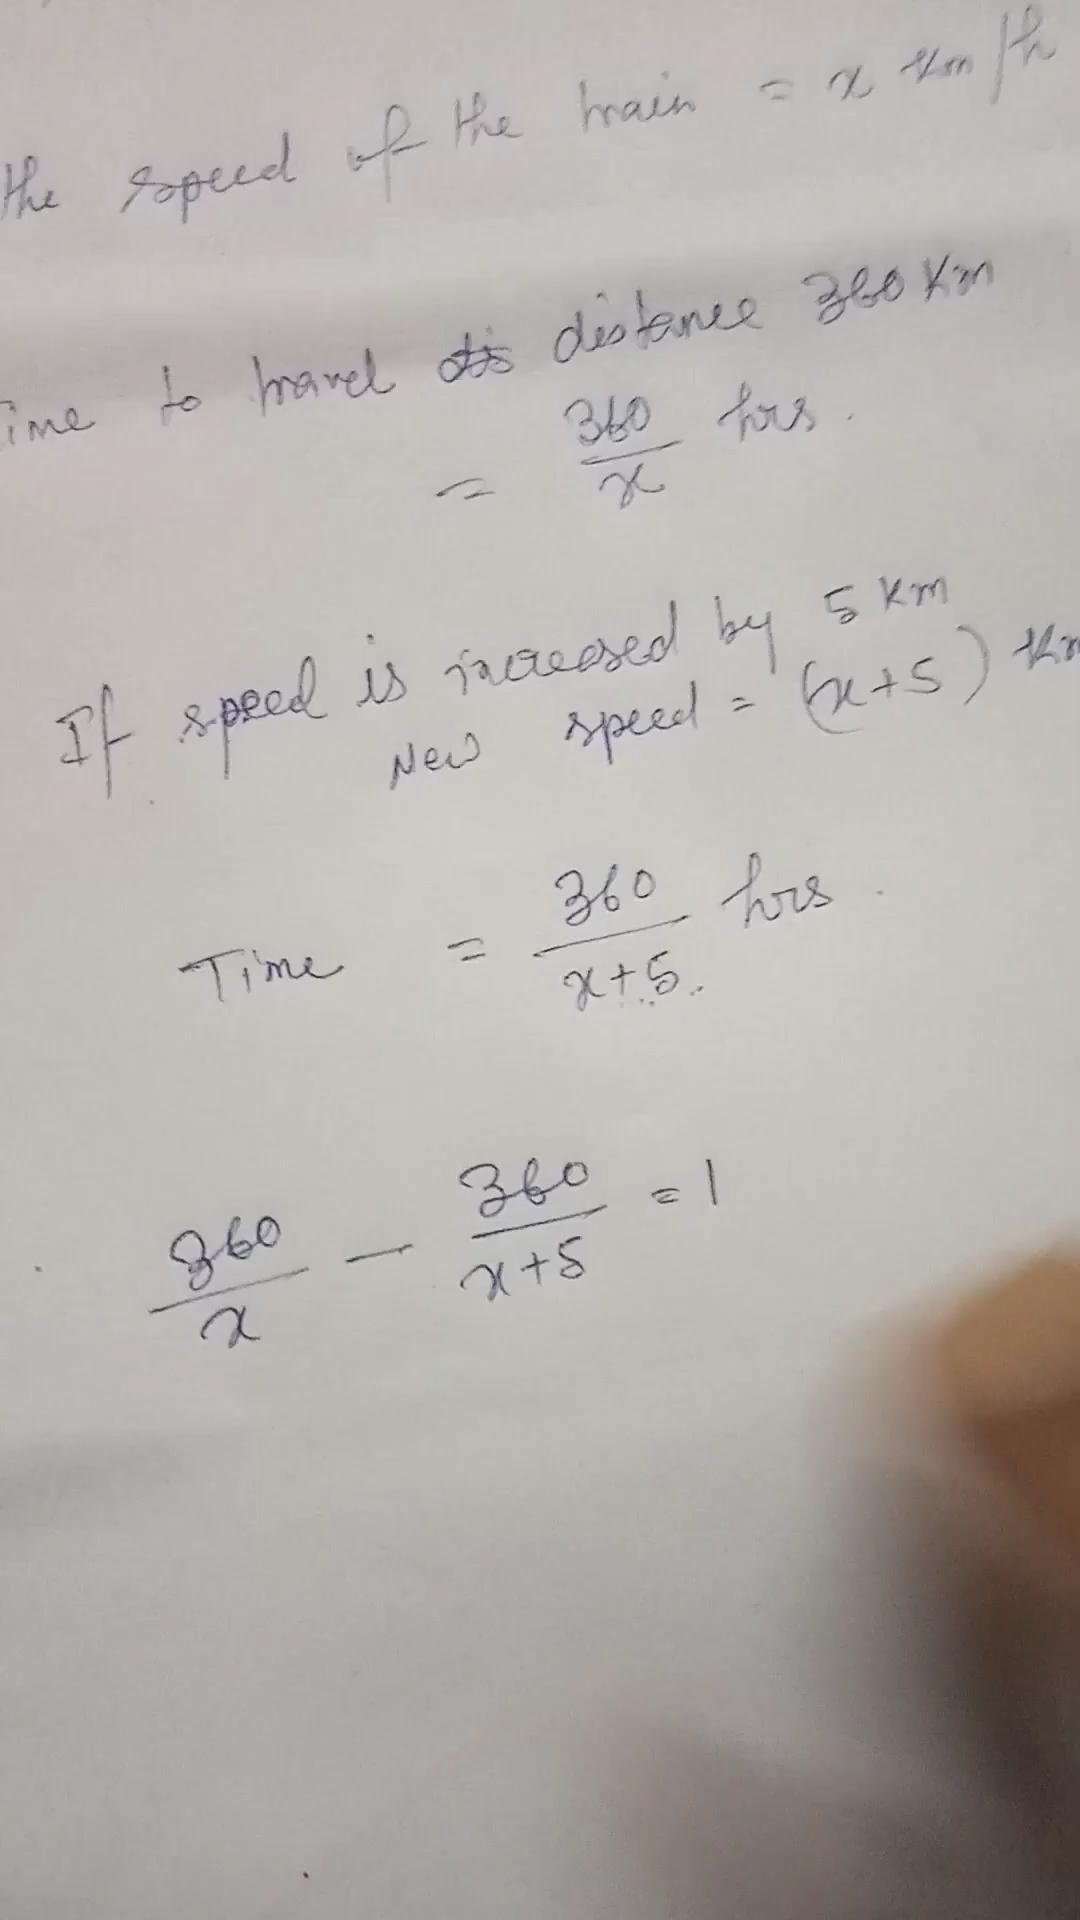 the speed of the train = x km/h
ime to travel distance 360 Km
= 360/x hrs.
If speed is increased by 5 Km
New speed = (x+5) Km
Time = 360/x+5 hrs.
360/x - 360/x+5 = 1